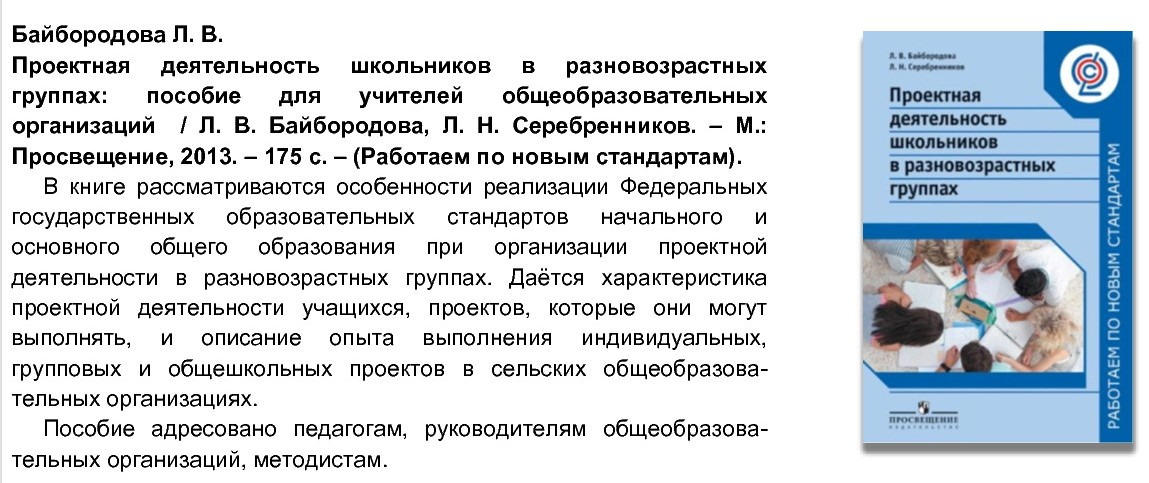 Байбородова Л. В.
Проектная деятельность школьников в разновозрастных
группах: пособие для учителей общеобразовательных
организаций / Л. В. Байбородова, Л. Н. Серебренников. – М.:
Просвещение, 2013. – 175 с. – (Работаем по новым стандартам).
В книге рассматриваются особенности реализации Федеральных
государственных образовательных стандартов начального и
основного общего образования при организации проектной
деятельности в разновозрастных группах. Даётся характеристика
проектной деятельности учащихся, проектов, которые они могут
выполнять, и описание опыта выполнения индивидуальных,
групповых и общешкольных проектов в сельских общеобразова-
тельных организациях.
Пособие адресовано педагогам, руководителям общеобразова-
тельных организаций, методистам.
Л. В. Байбородова
Л. Н. Серебренников
Проектная
деятельность
школьников
в разновозрастных
группах
РАБОТАЕМ ПО НОВЫМ СТАНДАРТАМ
ПРОСВЕЩЕНИЕ
ИЗДАТЕЛЬСТВО